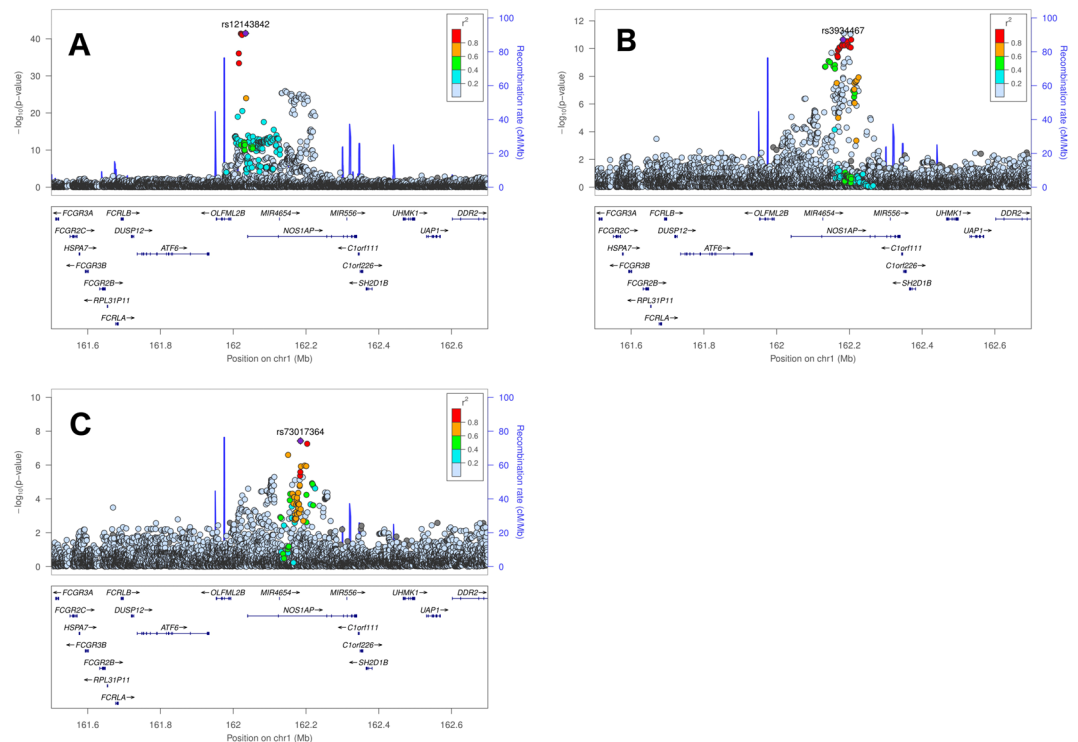 A
rs12143842
r²
0.8
0.6
0.4
0.2
40
30
20
10
0
−log₁₀(p−value)
100
80
60
40
20
0
Recombination rate (cM/Mb)
←FCGR3A
FCRLB→
←OLFML2B
MIR4654→
MIR556→
UHMK1→
DDR2→
FCGR2C→
DUSP12→
NOS1AP→
UAP1→
HSPA7→
ATF6→
←C1orf111
←FCGR3B
C1orf226→
FCGR2B→
←SH2D1B
←RPL31P11
FCRLA→
161.6
161.8
162
162.2
162.4
162.6
Position on chr1 (Mb)
B
rs3934467
r²
0.8
0.6
0.4
0.2
12
10
8
6
4
2
0
−log₁₀(p−value)
100
80
60
40
20
0
Recombination rate (cM/Mb)
←FCGR3A
FCRLB→
←OLFML2B
MIR4654→
MIR556→
UHMK1→
DDR2→
FCGR2C→
DUSP12→
NOS1AP→
UAP1→
HSPA7→
ATF6→
←C1orf111
←FCGR3B
C1orf226→
FCGR2B→
←SH2D1B
←RPL31P11
FCRLA→
161.6
161.8
162
162.2
162.4
162.6
Position on chr1 (Mb)
C
rs73017364
r²
0.8
0.6
0.4
0.2
10
8
6
4
2
0
−log₁₀(p−value)
100
80
60
40
20
0
Recombination rate (cM/Mb)
←FCGR3A
FCRLB→
←OLFML2B
MIR4654→
MIR556→
UHMK1→
DDR2→
FCGR2C→
DUSP12→
NOS1AP→
UAP1→
HSPA7→
ATF6→
←C1orf111
←FCGR3B
C1orf226→
FCGR2B→
←SH2D1B
←RPL31P11
FCRLA→
161.6
161.8
162
162.2
162.4
162.6
Position on chr1 (Mb)